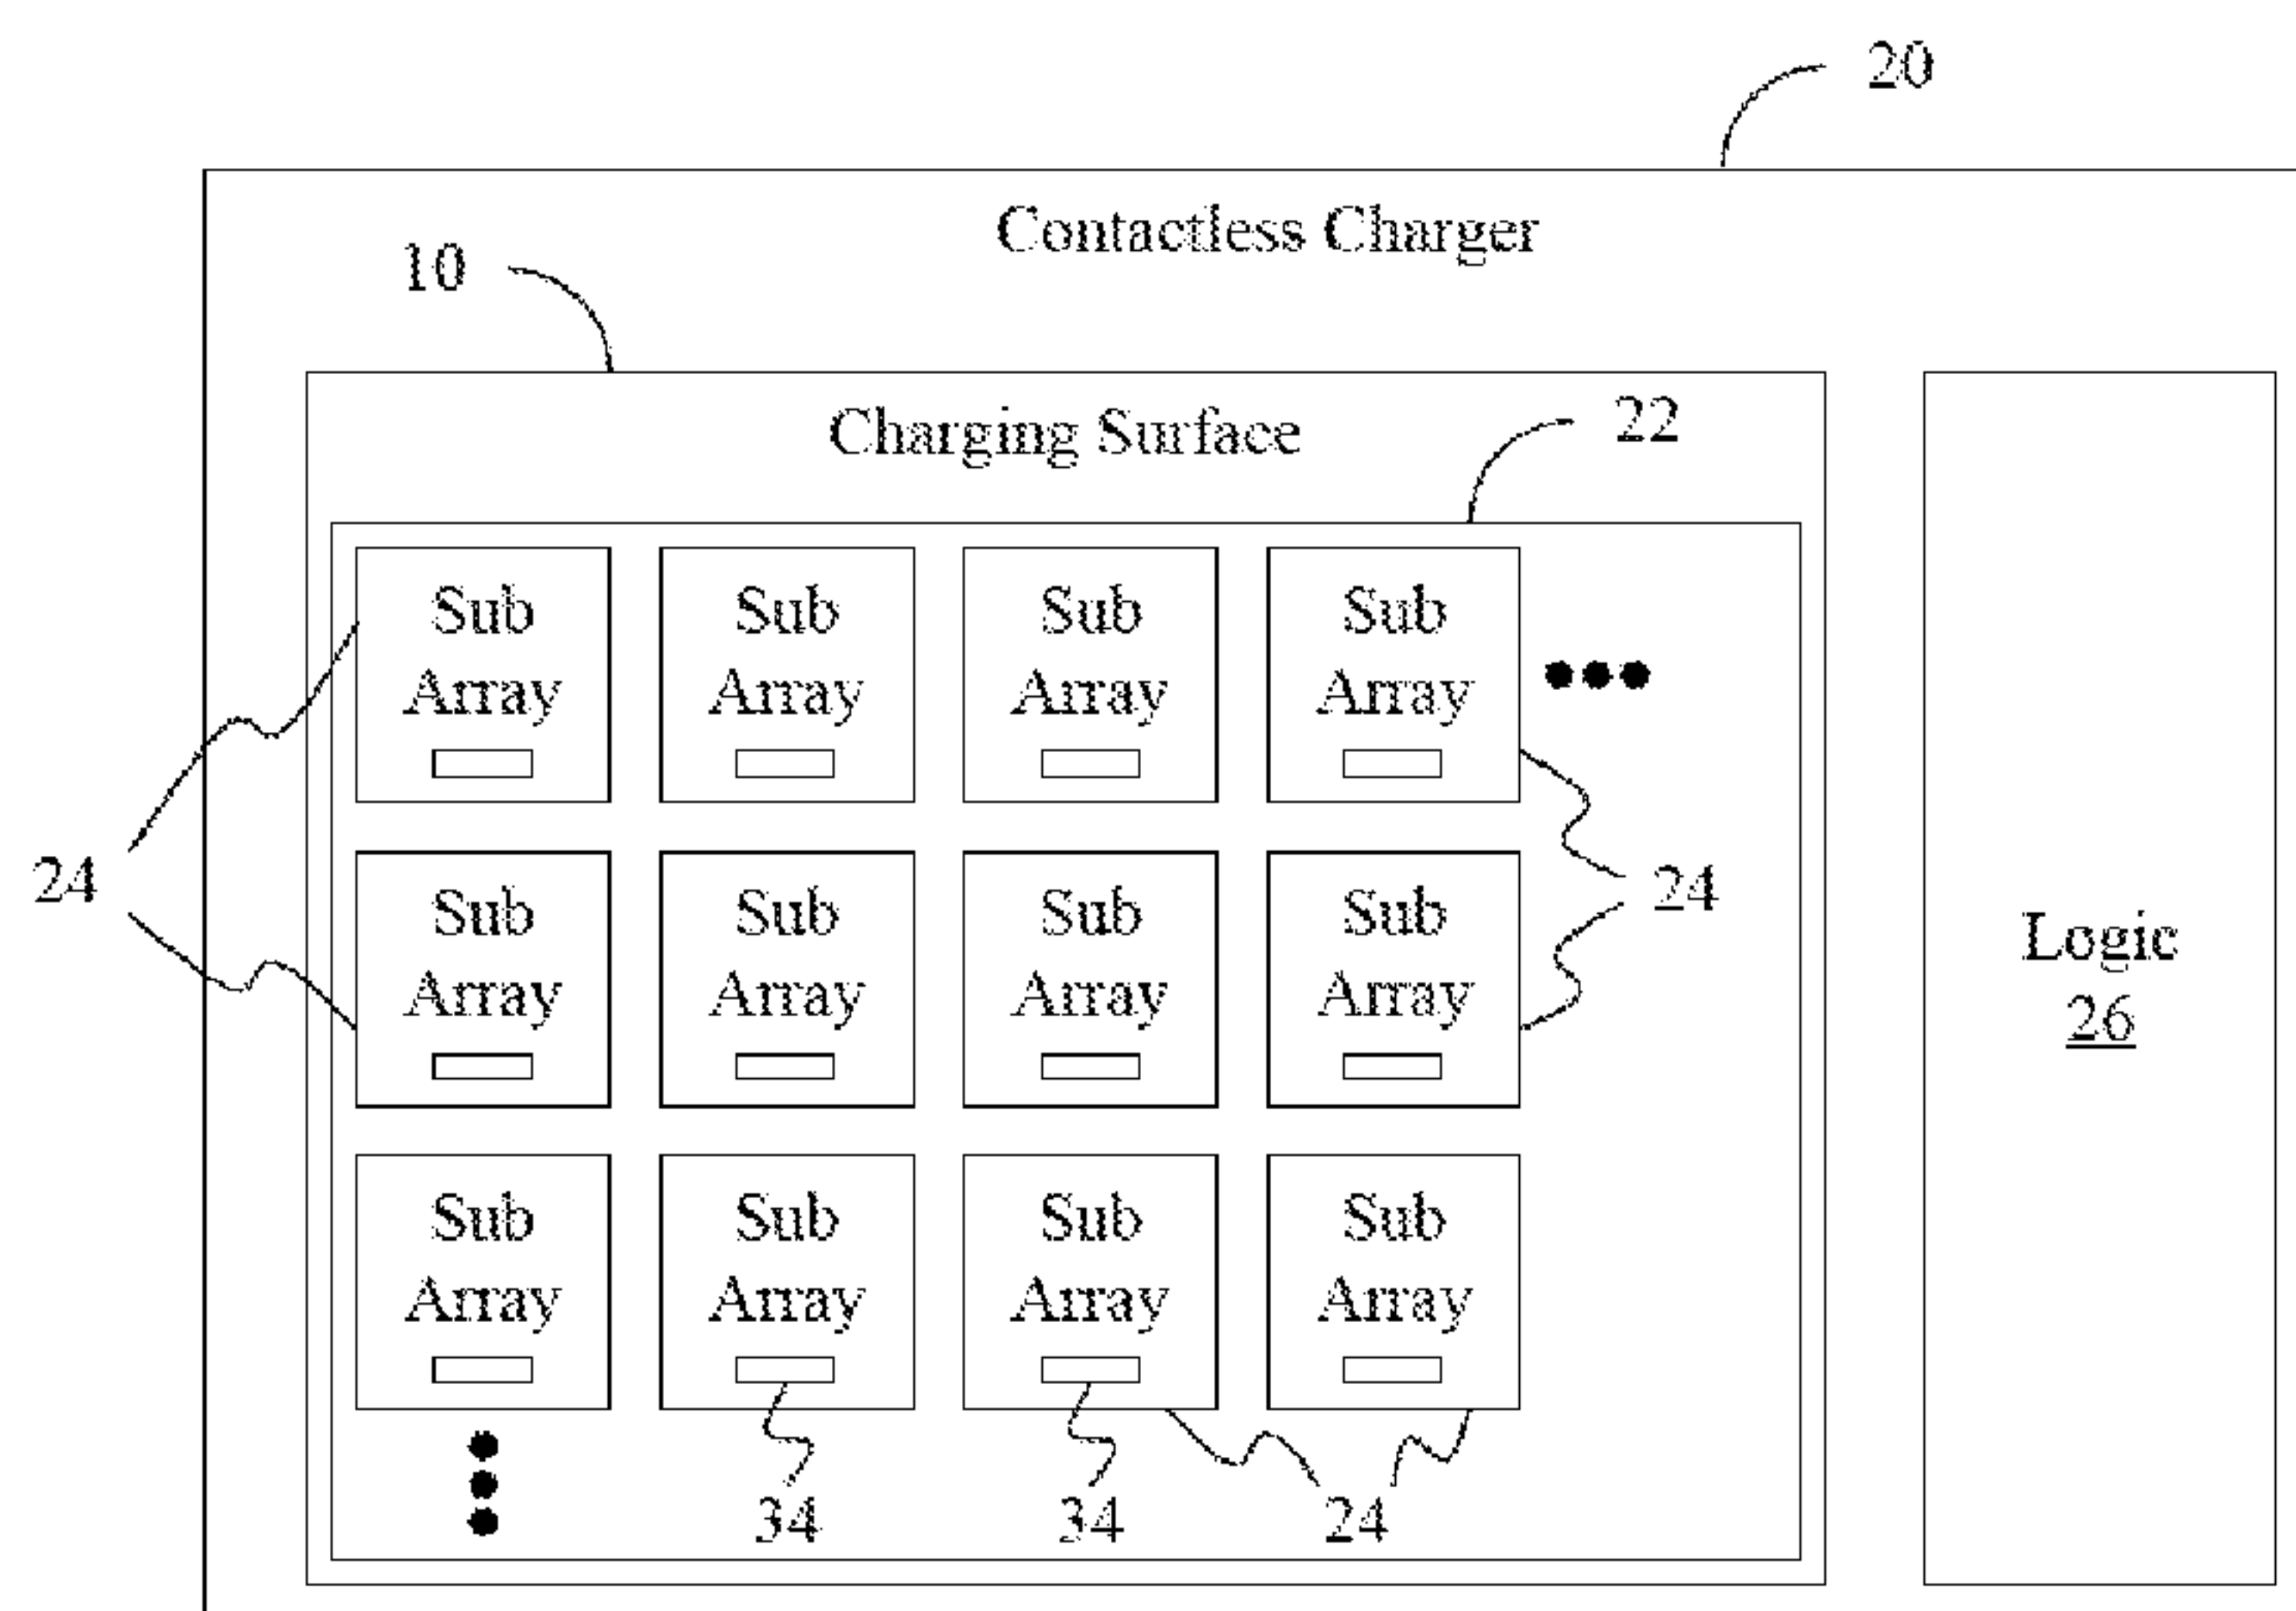 20
Contactless Charger
10
Charging Surface
22
Sub Sub Sub Sub
Array Array Array Array
24
24
Sub Sub Sub Sub
Array Array Array Array
Logic
26
Sub Sub Sub Sub
Array Array Array Array
34 34 24